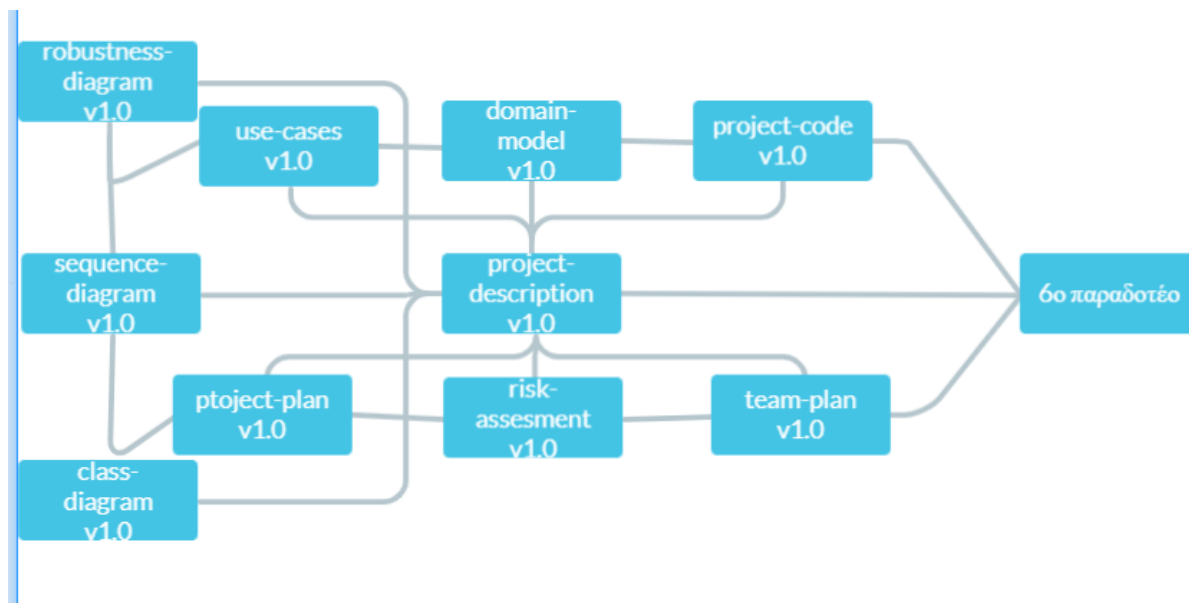 robustness-
diagram
v1.0
use-cases
v1.0
domain-
model
v1.0
project-code
v1.0
sequence-
diagram
v1.0
project-
description
v1.0
6ο παραδοτέο
ptoject-plan
v1.0
risk-
assesment
v1.0
team-plan
v1.0
class-
diagram
v1.0